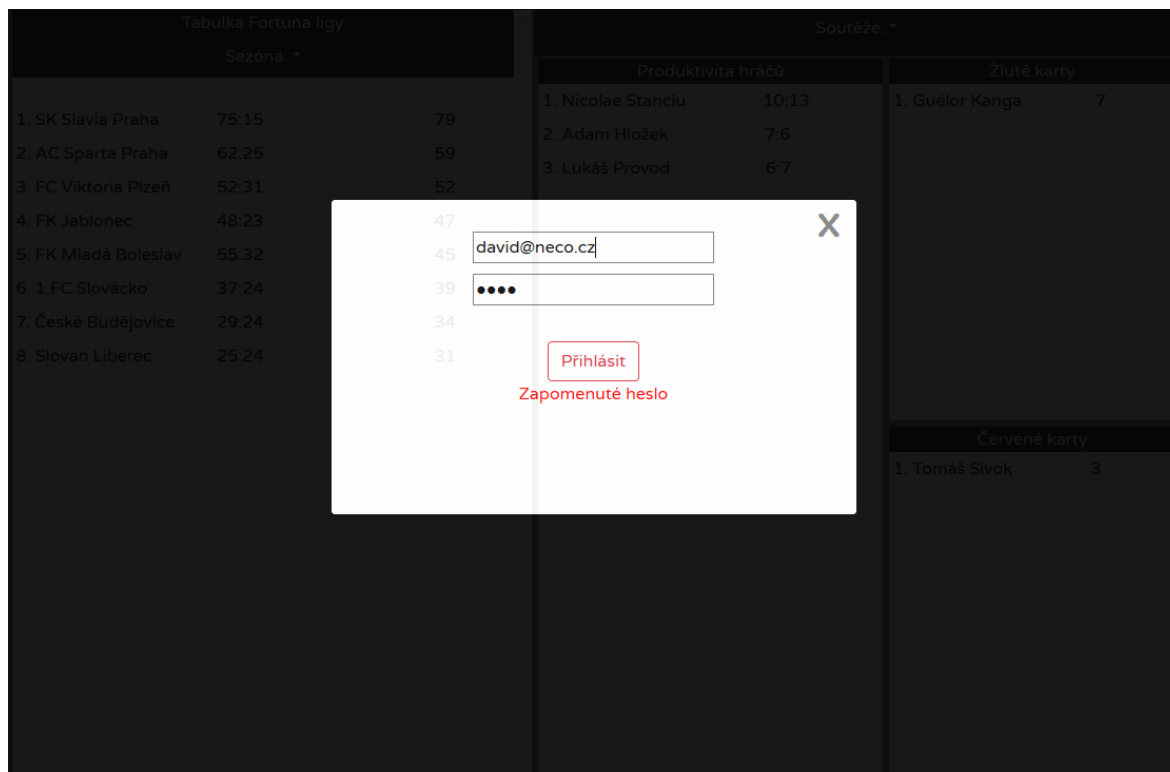 Tabulka Fortuna ligy
Sezóna:
1. SK Slavia Praha 75:15 79
2. AC Sparta Praha 62:25 59
3. FC Viktoria Plzeň 52:31 52
4. FK Jablonec 48:23 47
5. FK Mladá Boleslav 55:32 45
6. 1.FC Slovácko 37:24 39
7. České Budějovice 29:24 34
8. Slovan Liberec 25:24 31
Soutěže:
Produktivita hráčů
1. Nicolae Stanciu 10:13
2. Adam Hložek 7:6
3. Lukáš Provod 6:7
Žluté karty
1. Guélor Kanga 7
Červené karty
1. Tomáš Sivok 3
X
david@neco.cz
●●●●
Přihlásit
Zapomenuté heslo